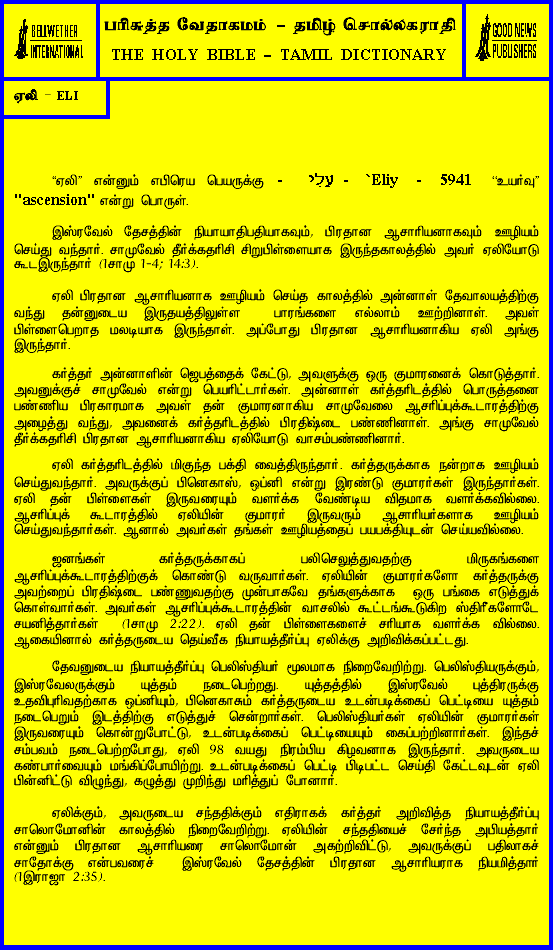 BELLWETHER
INTERNATIONAL
பரிசுத்த வேதாகமம் - தமிழ் சொல்லகராதி
THE HOLY BIBLE - TAMIL DICTIONARY
GOOD NEWS
PUBLISHERS
ஏலி - ELI
“ஏலி” என்னும் எபிரெய பெயருக்கு - עלי - `Eliy - 5941 “உயர்வு”
"ascension" என்று பொருள்.
இஸ்ரவேல் தேசத்தின் நியாயாதிபதியாகவும், பிரதான ஆசாரியனாகவும் ஊழியம்
செய்து வந்தார். சாமுவேல் தீர்க்கதரிசி சிறுபிள்ளையாக இருந்தகாலத்தில் அவர் ஏலியோடு
கூடஇருந்தார் (1சாமு 1-4; 14:3).
ஏலி பிரதான ஆசாரியனாக ஊழியம் செய்த காலத்தில் அன்னாள் தேவாலயத்திற்கு
வந்து தன்னுடைய இருதயத்திலுள்ள பாரங்களை எல்லாம் ஊற்றினாள். அவள்
பிள்ளைபெறாத மலடியாக இருந்தாள். அப்போது பிரதான ஆசாரியனாகிய ஏலி அங்கு
இருந்தார்.
கர்த்தர் அன்னாளின் ஜெபத்தைக் கேட்டு, அவளுக்கு ஒரு குமாரனைக் கொடுத்தார்.
அவனுக்குச் சாமுவேல் என்று பெயரிட்டார்கள். அன்னாள் கர்த்தரிடத்தில் பொருத்தனை
பண்ணிய பிரகாரமாக அவள் தன் குமாரனாகிய சாமுவேலை ஆசரிப்புக்கூடாரத்திற்கு
அழைத்து வந்து, அவனைக் கர்த்தரிடத்தில் பிரதிஷ்டை பண்ணினாள். அங்கு சாமுவேல்
தீர்க்கதரிசி பிரதான ஆசாரியனாகிய ஏலியோடு வாசம்பண்ணினார்.
ஏலி கர்த்தரிடத்தில் மிகுந்த பக்தி வைத்திருந்தார். கர்த்தருக்காக நன்றாக ஊழியம்
செய்துவந்தார். அவருக்குப் பினெகாஸ், ஒப்னி என்று இரண்டு குமாரர்கள் இருந்தார்கள்.
ஏலி தன் பிள்ளைகள் இருவரையும் வளர்க்க வேண்டிய விதமாக வளர்க்கவில்லை.
ஆசரிப்புக் கூடாரத்தில் ஏலியின் குமாரர் இருவரும் ஆசாரியர்களாக ஊழியம்
செய்துவந்தார்கள். ஆனால் அவர்கள் தங்கள் ஊழியத்தைப் பயபக்தியுடன் செய்யவில்லை.
ஜனங்கள் கர்த்தருக்காகப் பலிசெலுத்துவதற்கு மிருகங்களை
ஆசரிப்புக்கூடாரத்திற்குக் கொண்டு வருவார்கள். ஏலியின் குமாரர்களோ கர்த்தருக்கு
அவற்றைப் பிரதிஷ்டை பண்ணுவதற்கு முன்பாகவே தங்களுக்காக ஒரு பங்கை எடுத்துக்
கொள்வார்கள். அவர்கள் ஆசரிப்புக்கூடாரத்தின் வாசலில் கூட்டங்கூடுகிற ஸ்திரீகளோடே
சயனித்தார்கள் (1சாமு 2:22). ஏலி தன் பிள்ளைகளைச் சரியாக வளர்க்க வில்லை.
ஆகையினால் கர்த்தருடைய தெய்வீக நியாயத்தீர்ப்பு ஏலிக்கு அறிவிக்கப்பட்டது.
தேவனுடைய நியாயத்தீர்ப்பு பெலிஸ்தியர் மூலமாக நிறைவேறிற்று. பெலிஸ்தியருக்கும்,
இஸ்ரவேலருக்கும் யுத்தம் நடைபெற்றது. யுத்தத்தில் இஸ்ரவேல் புத்திரருக்கு
உதவிபுரிவதற்காக ஒப்னியும், பினெகாசும் கர்த்தருடைய உடன்படிக்கைப் பெட்டியை யுத்தம்
நடைபெறும் இடத்திற்கு எடுத்துச் சென்றார்கள். பெலிஸ்தியர்கள் ஏலியின் குமாரர்கள்
இருவரையும் கொன்றுபோட்டு, உடன்படிக்கைப் பெட்டியையும் கைப்பற்றினார்கள். இந்தச்
சம்பவம் நடைபெற்றபோது, ஏலி 98 வயது நிரம்பிய கிழவனாக இருந்தார். அவருடைய
கண்பார்வையும் மங்கிப்போயிற்று. உடன்படிக்கைப் பெட்டி பிடிபட்ட செய்தி கேட்டவுடன் ஏலி
பின்னிட்டு விழுந்து, கழுத்து முறிந்து மரித்துப் போனார்.
ஏலிக்கும், அவருடைய சந்ததிக்கும் எதிராகக் கர்த்தர் அறிவித்த நியாயத்தீர்ப்பு
சாலொமோனின் காலத்தில் நிறைவேறிற்று. ஏலியின் சந்ததியைச் சேர்ந்த அபியத்தார்
என்னும் பிரதான ஆசாரியரை சாலொமோன் அகற்றிவிட்டு, அவருக்குப் பதிலாகச்
சாதோக்கு என்பவரைச் இஸ்ரவேல் தேசத்தின் பிரதான ஆசாரியராக நியமித்தார்
(1இராஜா 2:35).